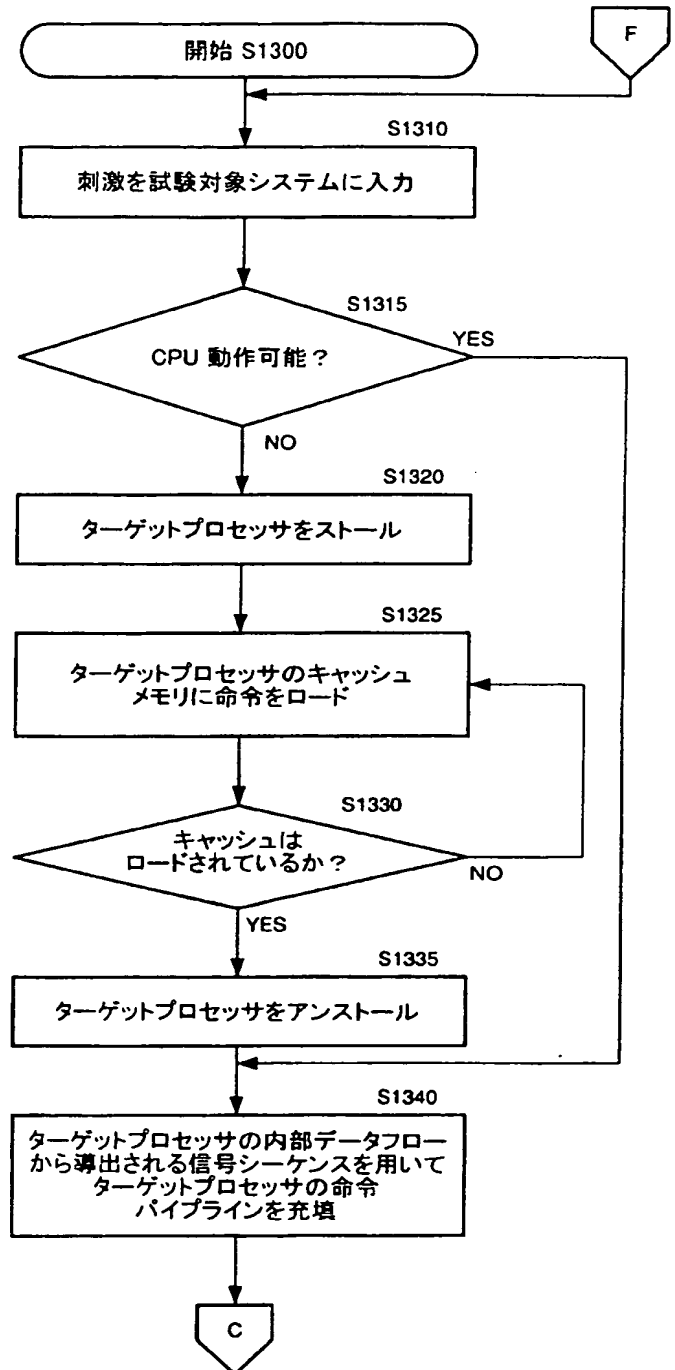 開始 S1300
F
S1310
刺激を試験対象システムに入力
S1315
CPU 動作可能？
YES
NO
S1320
ターゲットプロセッサをストール
S1325
ターゲットプロセッサのキャッシュ
メモリに命令をロード
S1330
キャッシュは
ロードされているか？
NO
YES
S1335
ターゲットプロセッサをアンストール
S1340
ターゲットプロセッサの内部データフロー
から導出される信号シーケンスを用いて
ターゲットプロセッサの命令
パイプラインを充填
C